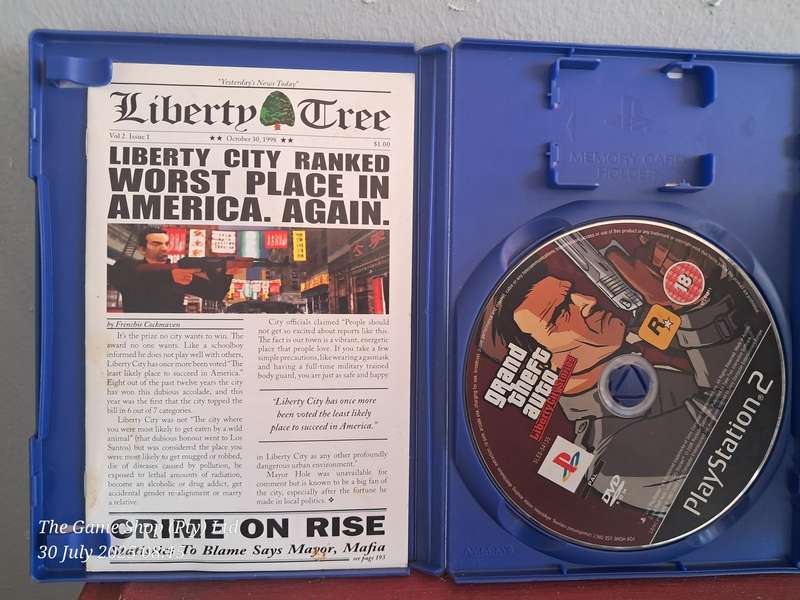 "Yesterday's News Today"
Liberty Tree
Vol 2. Issue 1
★★ October 30, 1998 ★★
$1.00
LIBERTY CITY RANKED
WORST PLACE IN
AMERICA. AGAIN.
by Frenchie Cockmaven
It's the prize no city wants to win. The
award no one wants. Like a schoolboy
informed he does not play well with others,
Liberty City has once more been voted "The
least likely place to succeed in America."
Eight out of the past twelve years the city
has won this dubious accolade, and this
year was the first that the city topped the
bill in 6 out of 7 categories.
Liberty City was not "The city where
you were most likely to get eaten by a wild
animal" (that dubious honour went to Los
Santos) but was considered the place you
were most likely to get mugged or robbed,
die of diseases caused by pollution, be
exposed to lethal amounts of radiation,
become an alcoholic or drug addict, get
accidental gender re-alignment or marry
a relative.
City officials claimed "People should
not get so excited about reports like this.
The fact is our town is a vibrant, energetic
place that people love. If you take a few
simple precautions, like wearing a gasmask
and having a full-time military trained
body guard, you are just as safe and happy
"Liberty City has once more
been voted the least likely
place to succeed in America."
in Liberty City as any other profoundly
dangerous urban environment."
Mayor Hole was unavailable for
comment but is known to be a big fan of
the city, especially after the fortune he
made in local politics. ❖
CRIME ON RISE
To Blame Says Mayor, Mafia
see page 193
The Game Shop (Pty) Ltd
30 July 2023
MEMORY CARD
HOLDER
18
R★
grand
theft
auto
Liberty City Stories
PAL
DVD
PlayStation®2